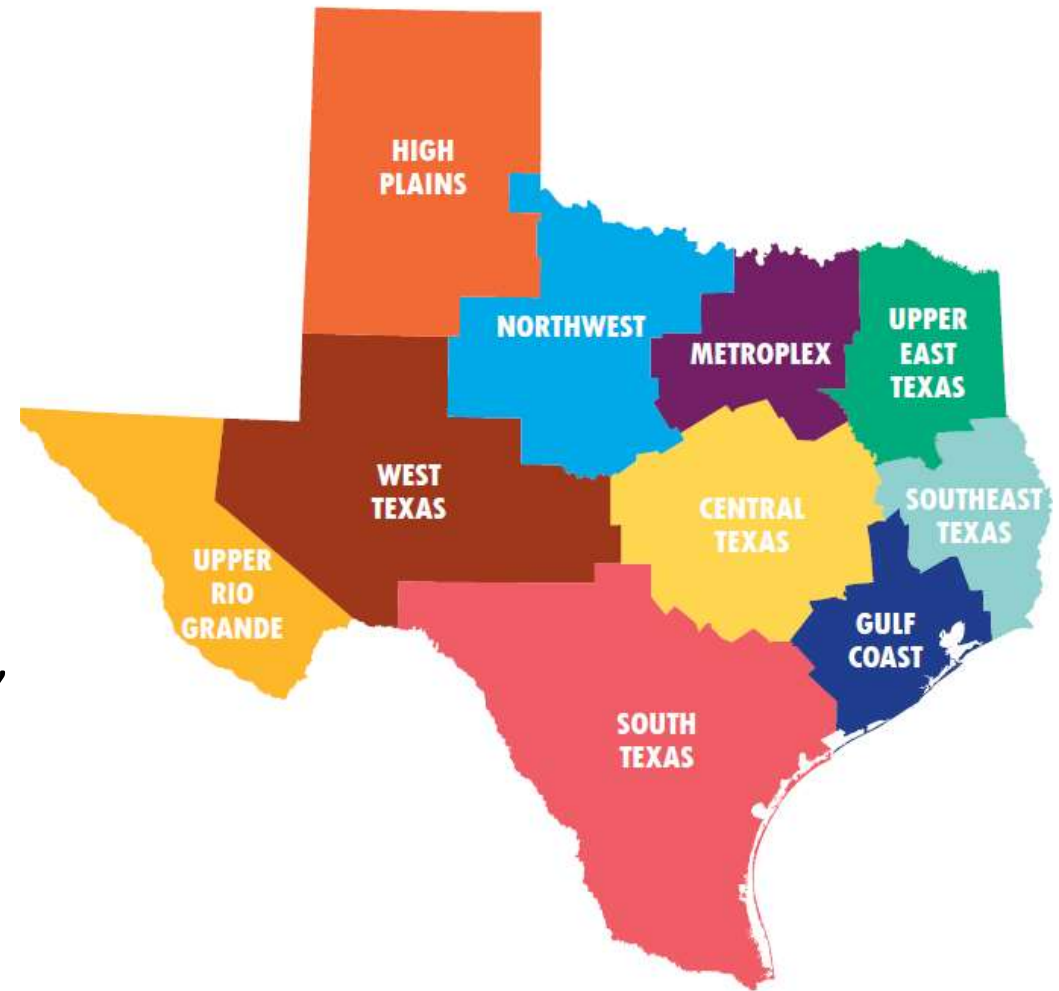 HIGH
PLAINS
NORTHWEST
METROPLEX
UPPER
EAST
TEXAS
WEST
TEXAS
CENTRAL
TEXAS
SOUTHEAST
TEXAS
UPPER
RIO
GRANDE
GULF
COAST
SOUTH
TEXAS
,